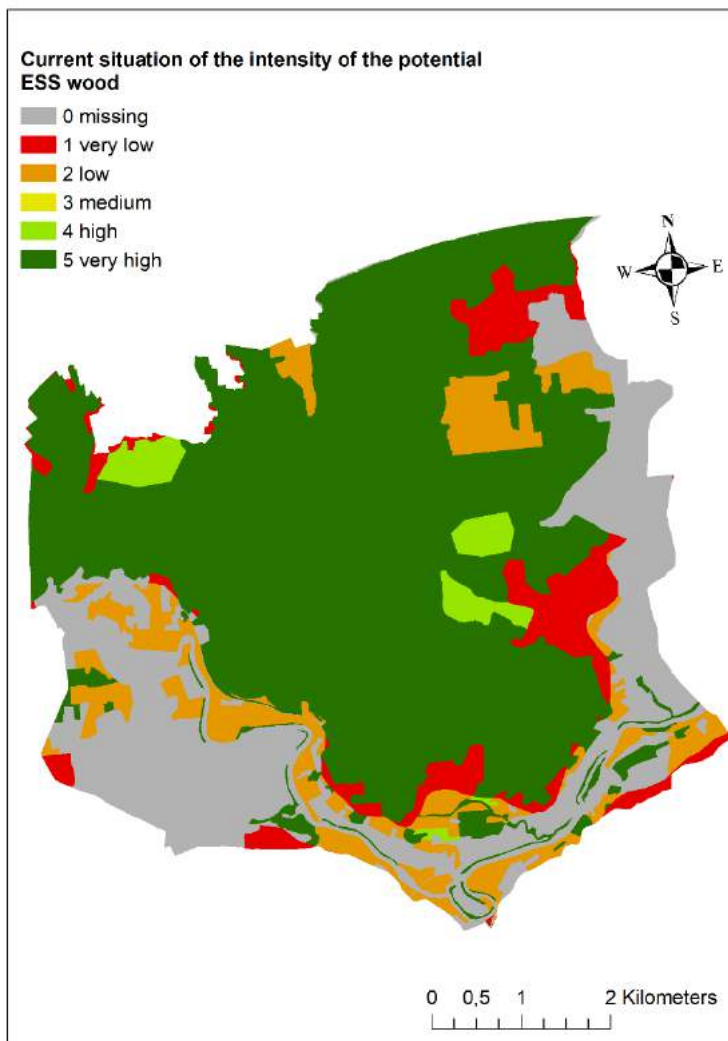 Current situation of the intensity of the potential
ESS wood
0 missing
1 very low
2 low
3 medium
4 high
5 very high
N
W E
S
0 0,5 1 2 Kilometers